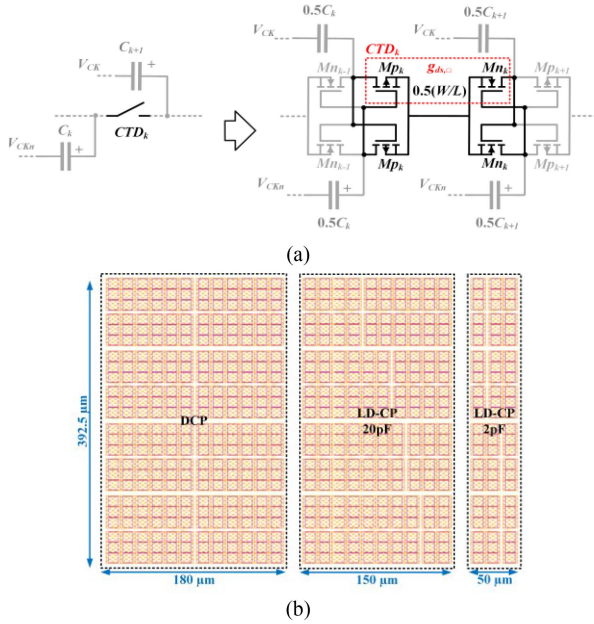 0.5C_k 0.5C_{k+1}
C_{k+1} V_{CK} V_{CK}
V_{CK} + + CTD_k +
Mn_{k-1} Mp_k g_{ds,□} Mn_k Mp_{k+1}
0.5(W/L)
C_k CTD_k
V_{CKn} +
Mn_{k-1} Mp_k Mn_k Mp_{k+1}
V_{CKn} + V_{CKn} +
0.5C_k 0.5C_{k+1}
(a)
392.5 µm
DCP
LD-CP
20pF
LD-CP
2pF
180 µm 150 µm 50 µm
(b)